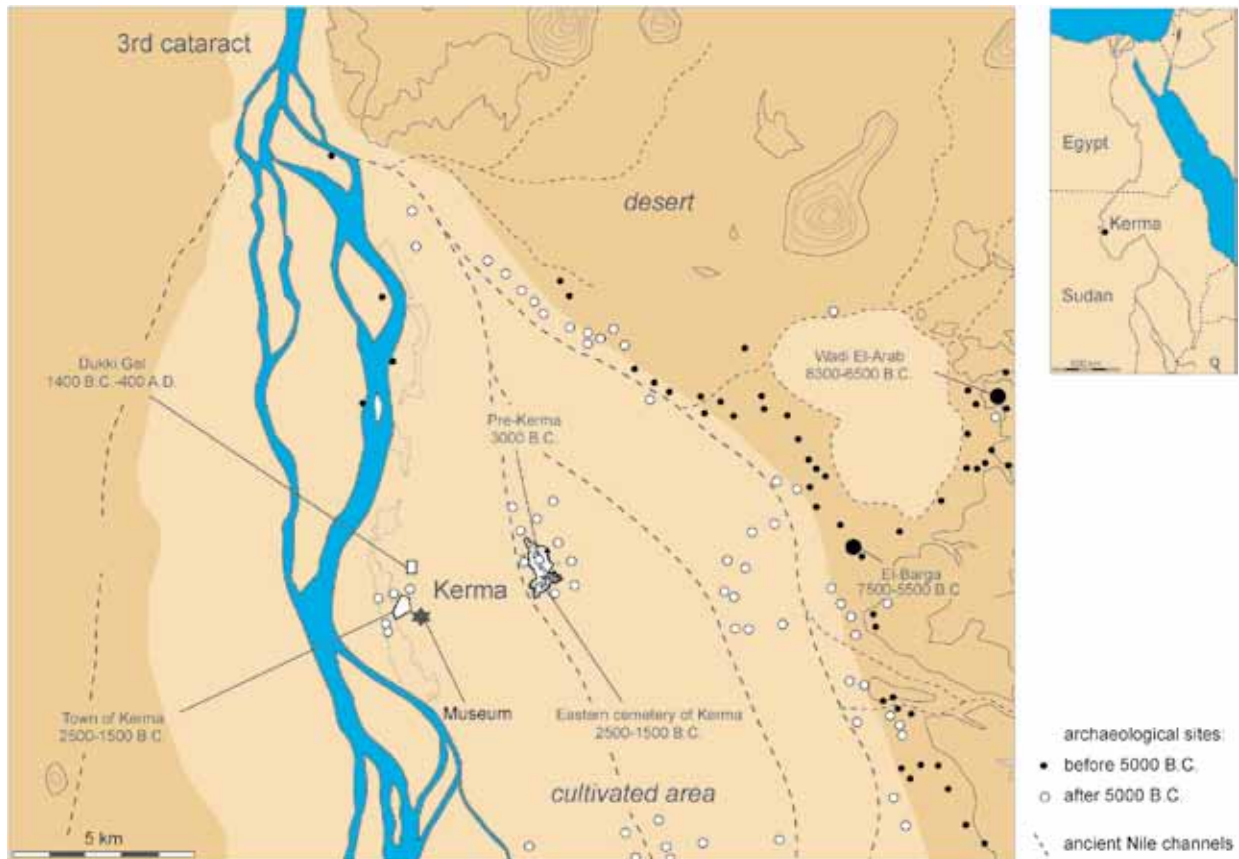 3rd cataract
desert
Dukki Gel
1400 B.C.-400 A.D.
Wadi El-Arab
8300-6500 B.C.
Pre-Kerma
3000 B.C.
Kerma
El-Barga
7500-5500 B.C.
Town of Kerma
2500-1500 B.C.
Museum
Eastern cemetery of Kerma
2500-1500 B.C.
cultivated area
5 km
Egypt
Kerma
Sudan
archaeological sites:
before 5000 B.C.
after 5000 B.C.
ancient Nile channels